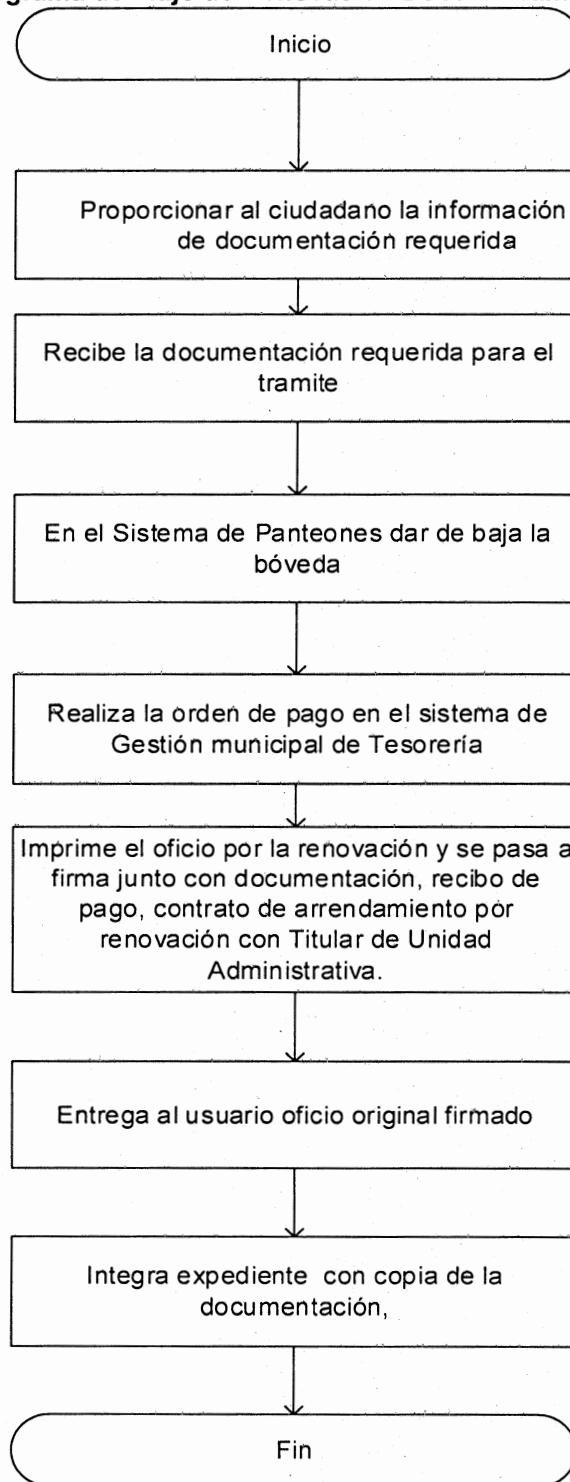 Inicio
Proporcionar al ciudadano la información
de documentación requerida
Recibe la documentación requerida para el
tramite
En el Sistema de Panteones dar de baja la
bóveda
Realiza la orden de pago en el sistema de
Gestión municipal de Tesorería
Imprime el oficio por la renovación y se pasa a
firma junto con documentación, recibo de
pago, contrato de arrendamiento por
renovación con Titular de Unidad
Administrativa.
Entrega al usuario oficio original firmado
Integra expediente con copia de la
documentación,
Fin